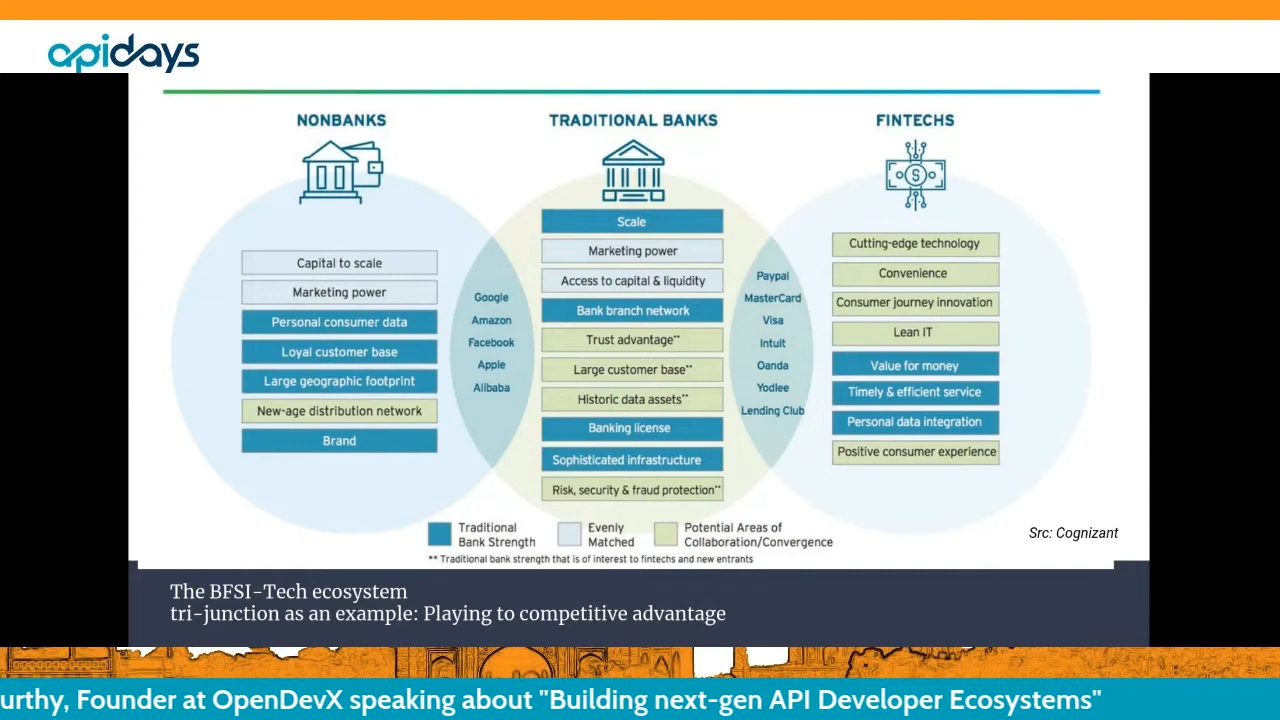 apidays
NONBANKS
TRADITIONAL BANKS
FINTECHS
Capital to scale
Marketing power
Personal consumer data
Loyal customer base
Large geographic footprint
New-age distribution network
Brand
Google
Amazon
Facebook
Apple
Alibaba
Scale
Marketing power
Access to capital & liquidity
Bank branch network
Trust advantage**
Large customer base**
Historic data assets**
Banking license
Sophisticated infrastructure
Risk, security & fraud protection**
Paypal
MasterCard
Visa
Intuit
Oanda
Yodlee
Lending Club
$
Cutting-edge technology
Convenience
Consumer journey innovation
Lean IT
Value for money
Timely & efficient service
Personal data integration
Positive consumer experience
Traditional
Bank Strength
Evenly
Matched
Potential Areas of
Collaboration/Convergence
** Traditional bank strength that is of interest to fintechs and new entrants
Src: Cognizant
The BFSI-Tech ecosystem
tri-junction as an example: Playing to competitive advantage
urthy, Founder at OpenDevX speaking about "Building next-gen API Developer Ecosystems"